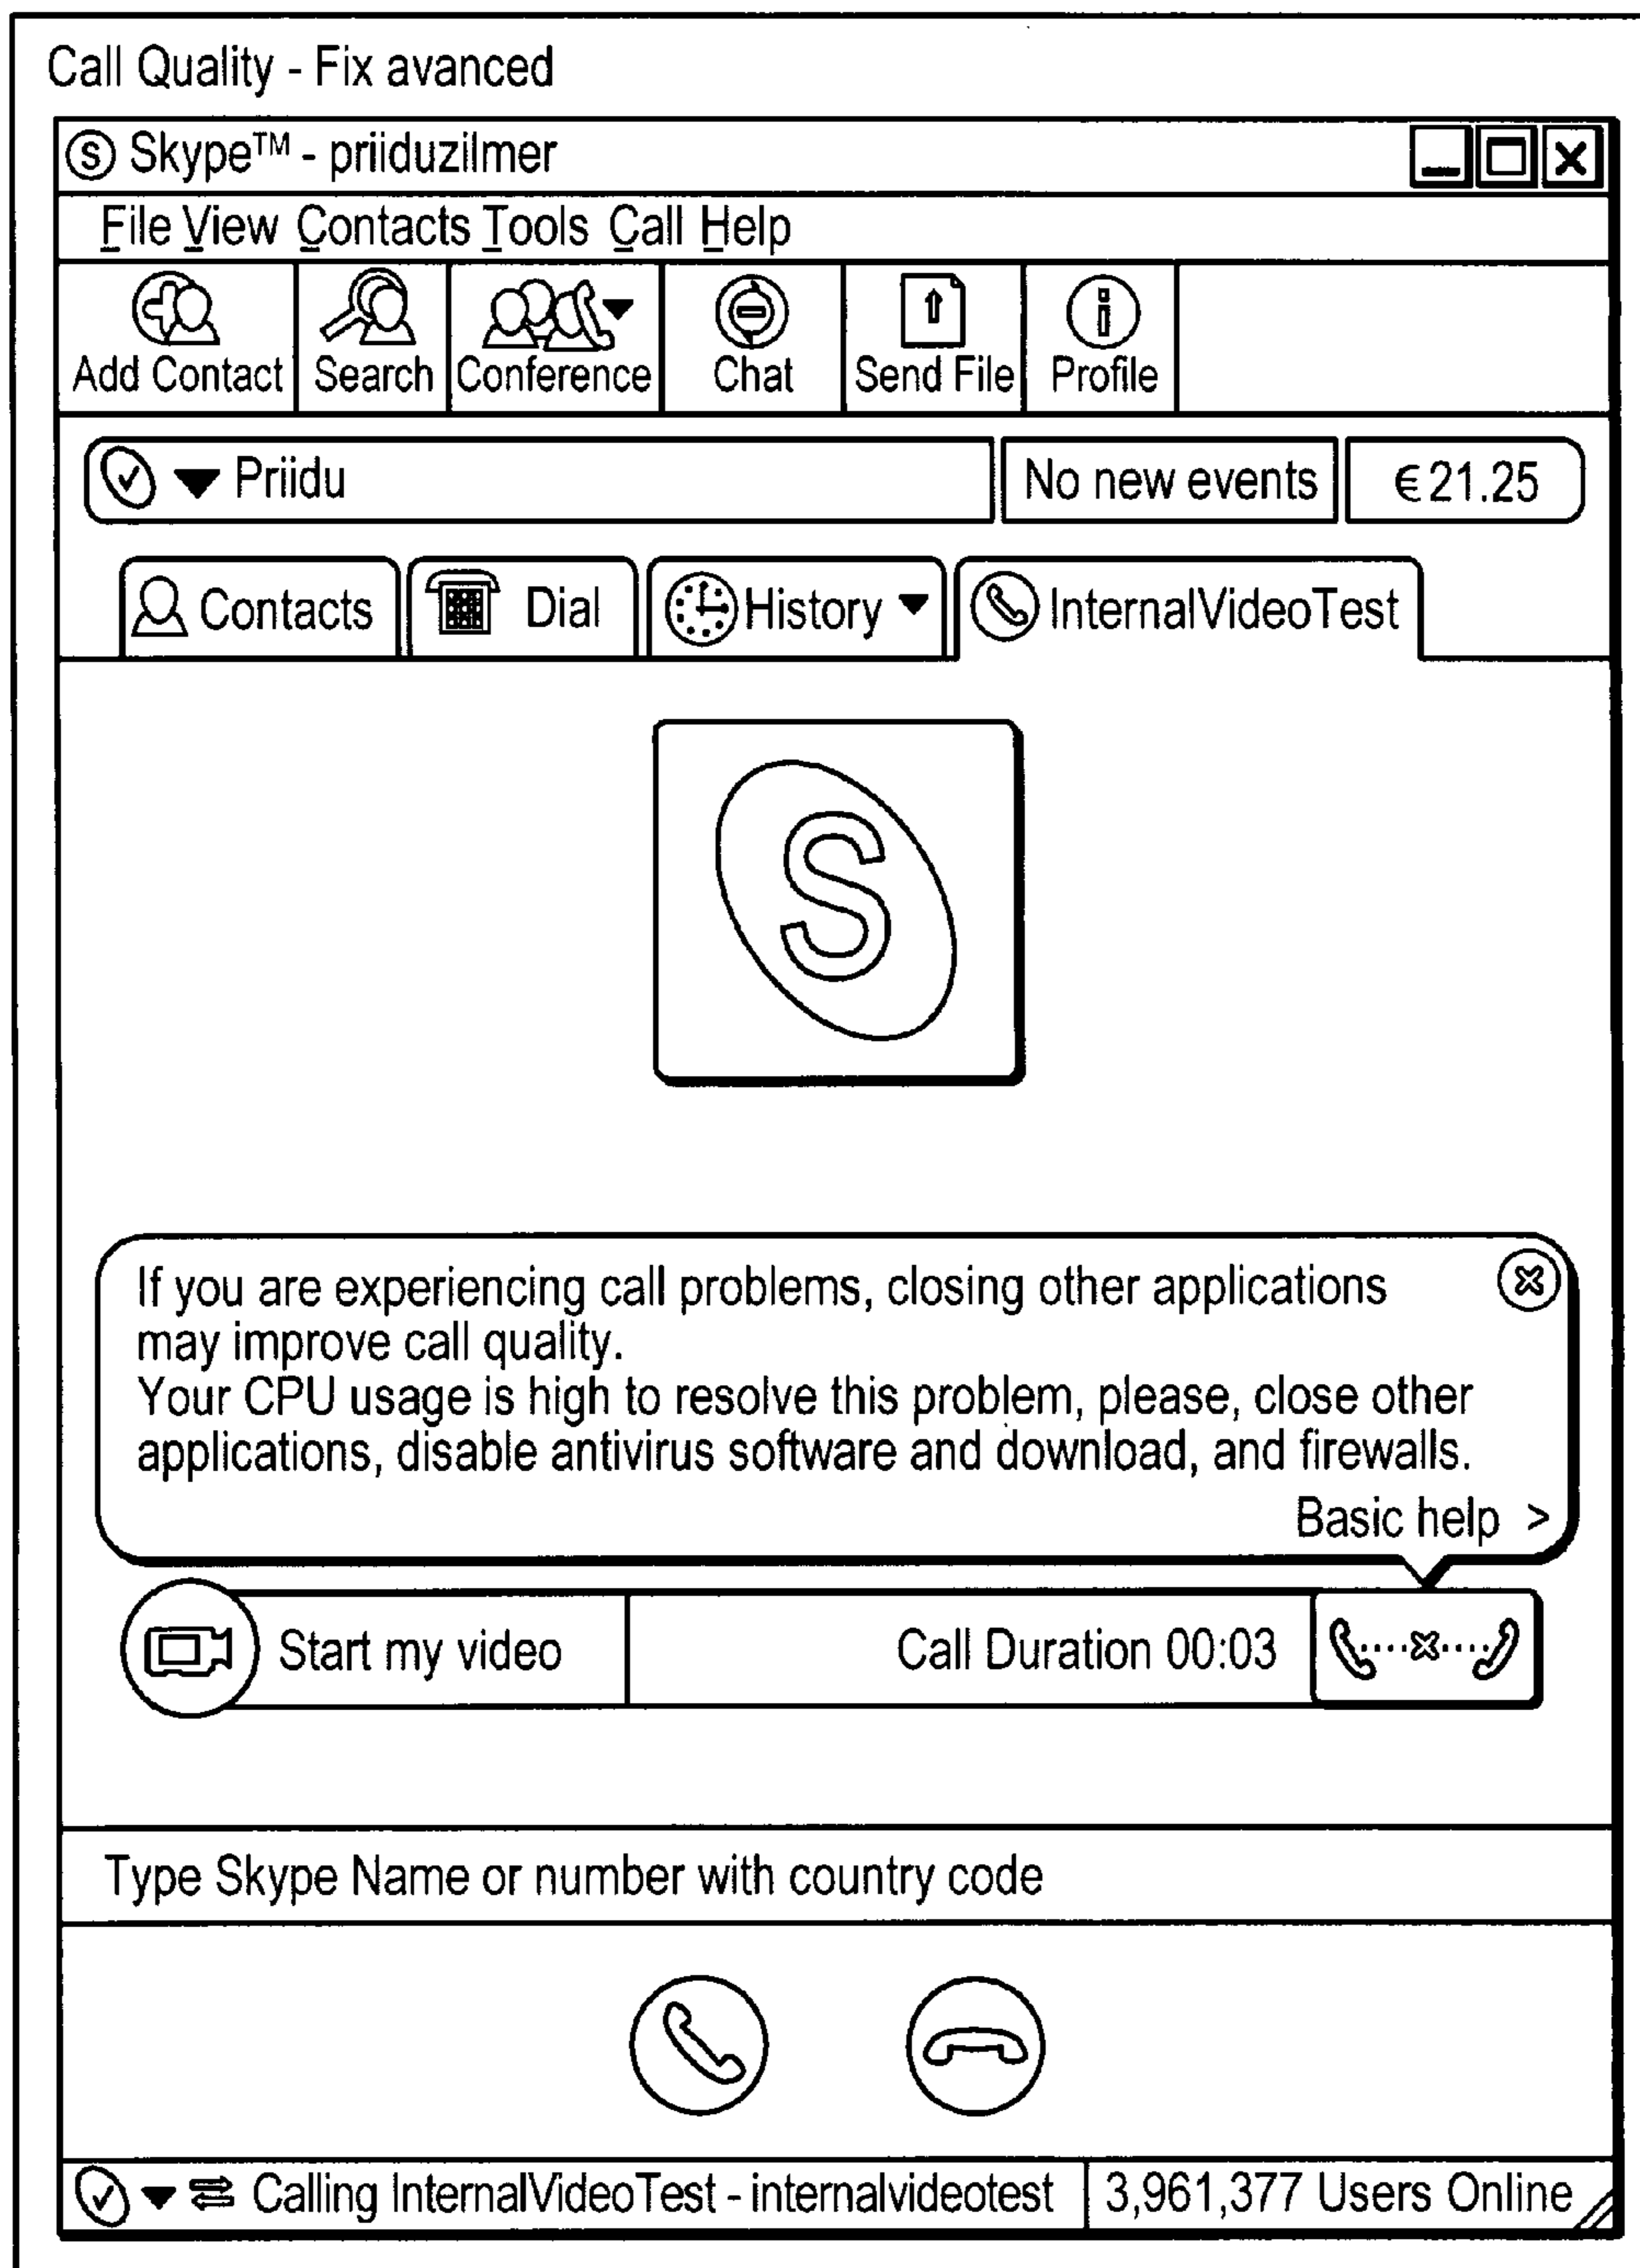 Call Quality - Fix avanced
S Skype™ - priiduzilmer
File View Contacts Tools Call Help
Add Contact Search Conference Chat Send File Profile
Priidu No new events €21.25
Contacts Dial History InternalVideoTest
S
If you are experiencing call problems, closing other applications
may improve call quality.
Your CPU usage is high to resolve this problem, please, close other
applications, disable antivirus software and download, and firewalls.
Basic help >
Start my video Call Duration 00:03
Type Skype Name or number with country code
Calling InternalVideoTest - internalvideotest 3,961,377 Users Online